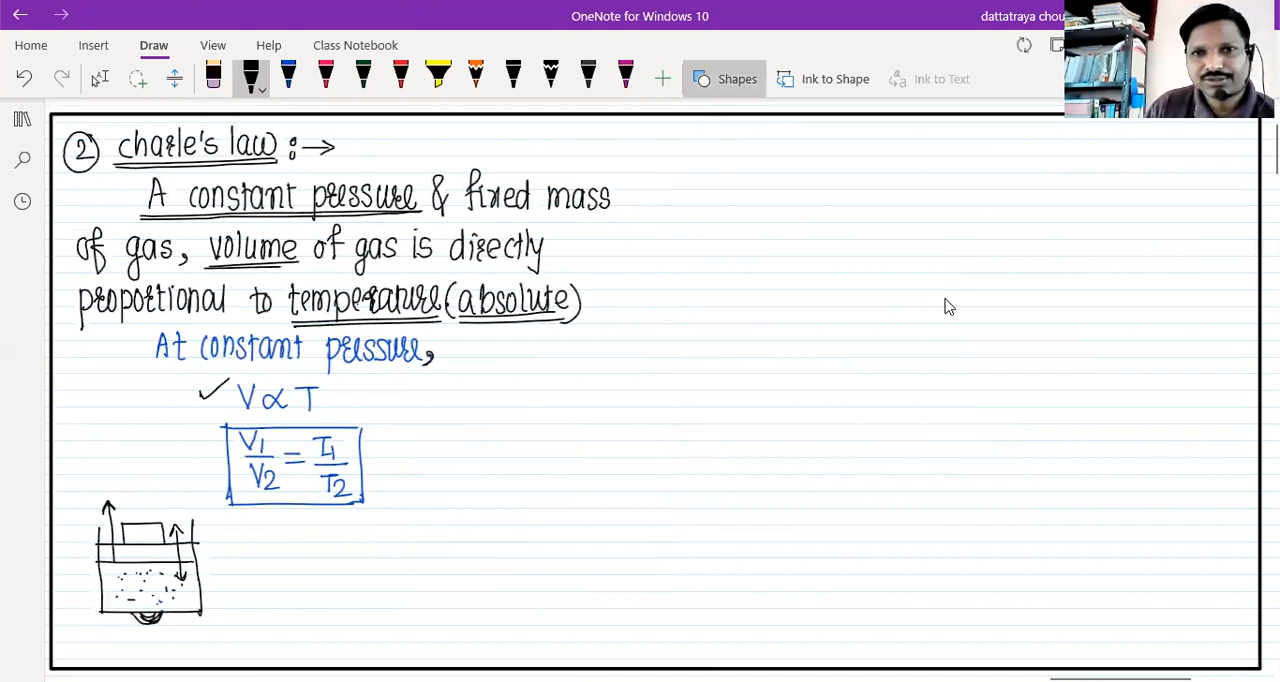 OneNote for Windows 10
dattatraya chou
Home Insert Draw View Help Class Notebook
Shapes Ink to Shape Ink to Text
2 charle's law :→
A constant pressure & fixed mass
of gas, volume of gas is directly
proportional to temperature (absolute)
At constant pressure,
✓ V ∝ T
V1/V2 = T1/T2